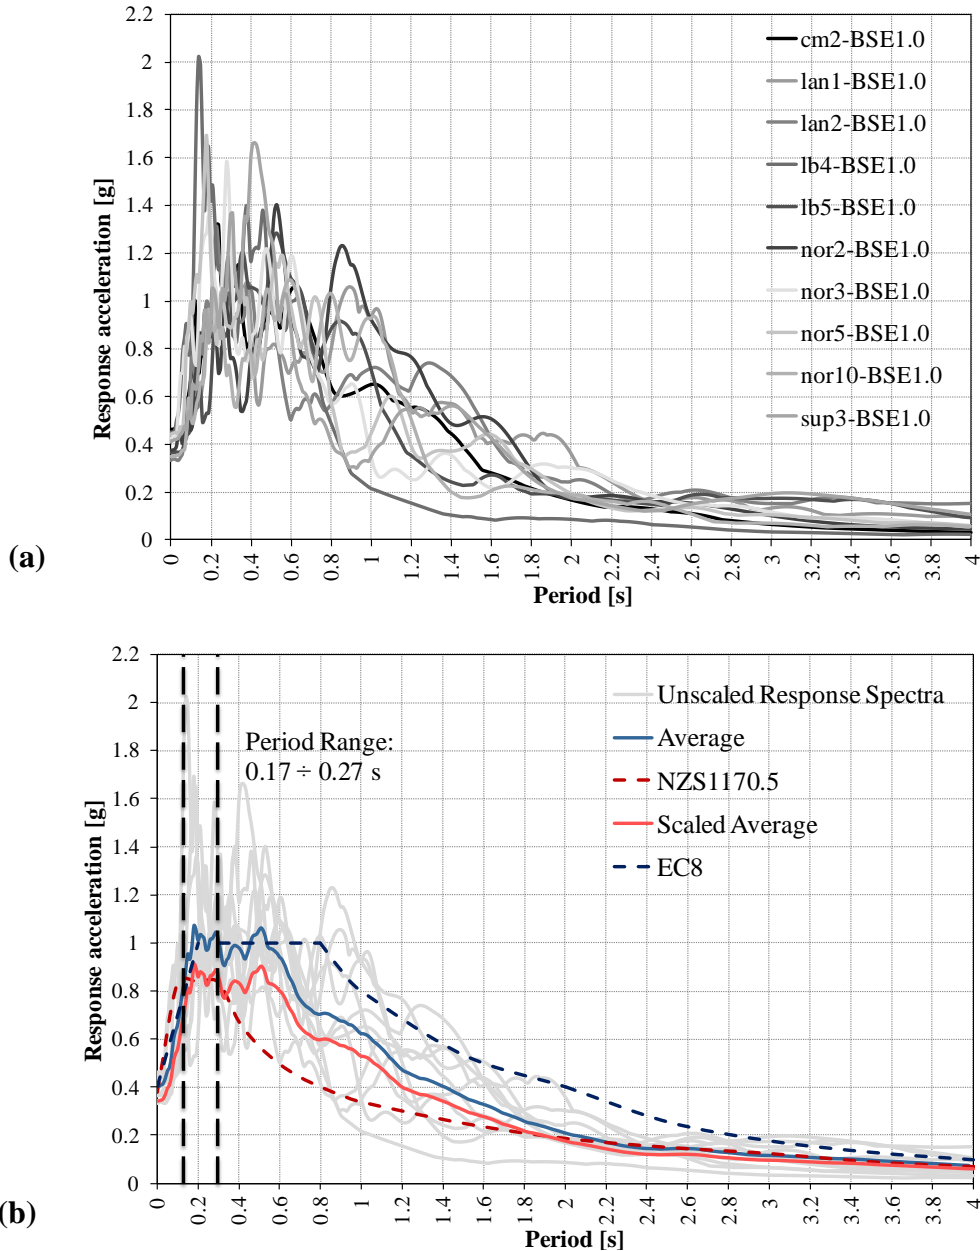 2.2
2
1.8
1.6
1.4
1.2
1
0.8
0.6
0.4
0.2
0
Response acceleration [g]
cm2-BSE1.0
lan1-BSE1.0
lan2-BSE1.0
lb4-BSE1.0
lb5-BSE1.0
nor2-BSE1.0
nor3-BSE1.0
nor5-BSE1.0
nor10-BSE1.0
sup3-BSE1.0
0 0.2 0.4 0.6 0.8 1 1.2 1.4 1.6 1.8 2 2.2 2.4 2.6 2.8 3 3.2 3.4 3.6 3.8 4
Period [s]
(a)
2.2
2
1.8
1.6
1.4
1.2
1
0.8
0.6
0.4
0.2
0
Response acceleration [g]
Period Range:
0.17 ÷ 0.27 s
Unscaled Response Spectra
Average
NZS1170.5
Scaled Average
EC8
0 0.2 0.4 0.6 0.8 1 1.2 1.4 1.6 1.8 2 2.2 2.4 2.6 2.8 3 3.2 3.4 3.6 3.8 4
Period [s]
(b)